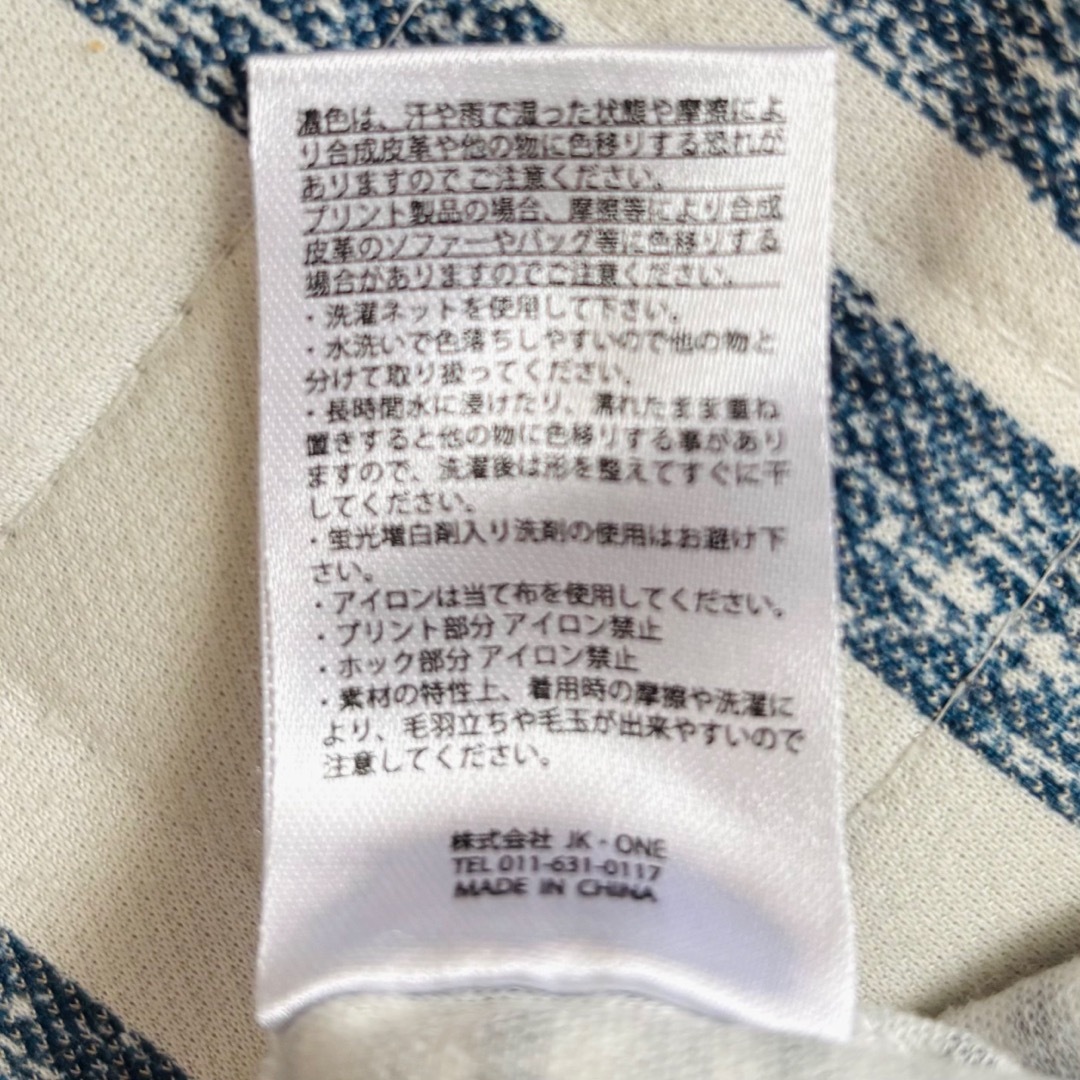 濃色は、汗や雨で湿った状態や摩擦によ
り合成皮革や他の物に色移りする恐れが
ありますのでご注意ください。
プリント製品の場合、摩擦等により合成
皮革のソファーやバッグ等に色移りする
場合がありますのでご注意ください。
・洗濯ネットを使用して下さい。
・水洗いで色落ちしやすいので他の物と
分けて取り扱ってください。
・長時間水に浸けたり、濡れたまま重ね
置きすると他の物に色移りする事があり
ますので、洗濯後は形を整えてすぐに干
してください。
・蛍光増白剤入り洗剤の使用はお避け下
さい。
・アイロンは当て布を使用してください。
・プリント部分 アイロン禁止
・ホック部分 アイロン禁止
・素材の特性上、着用時の摩擦や洗濯に
より、毛羽立ちや毛玉が出来やすいので
注意してください。
株式会社 JK・ONE
TEL 011-631-0117
MADE IN CHINA